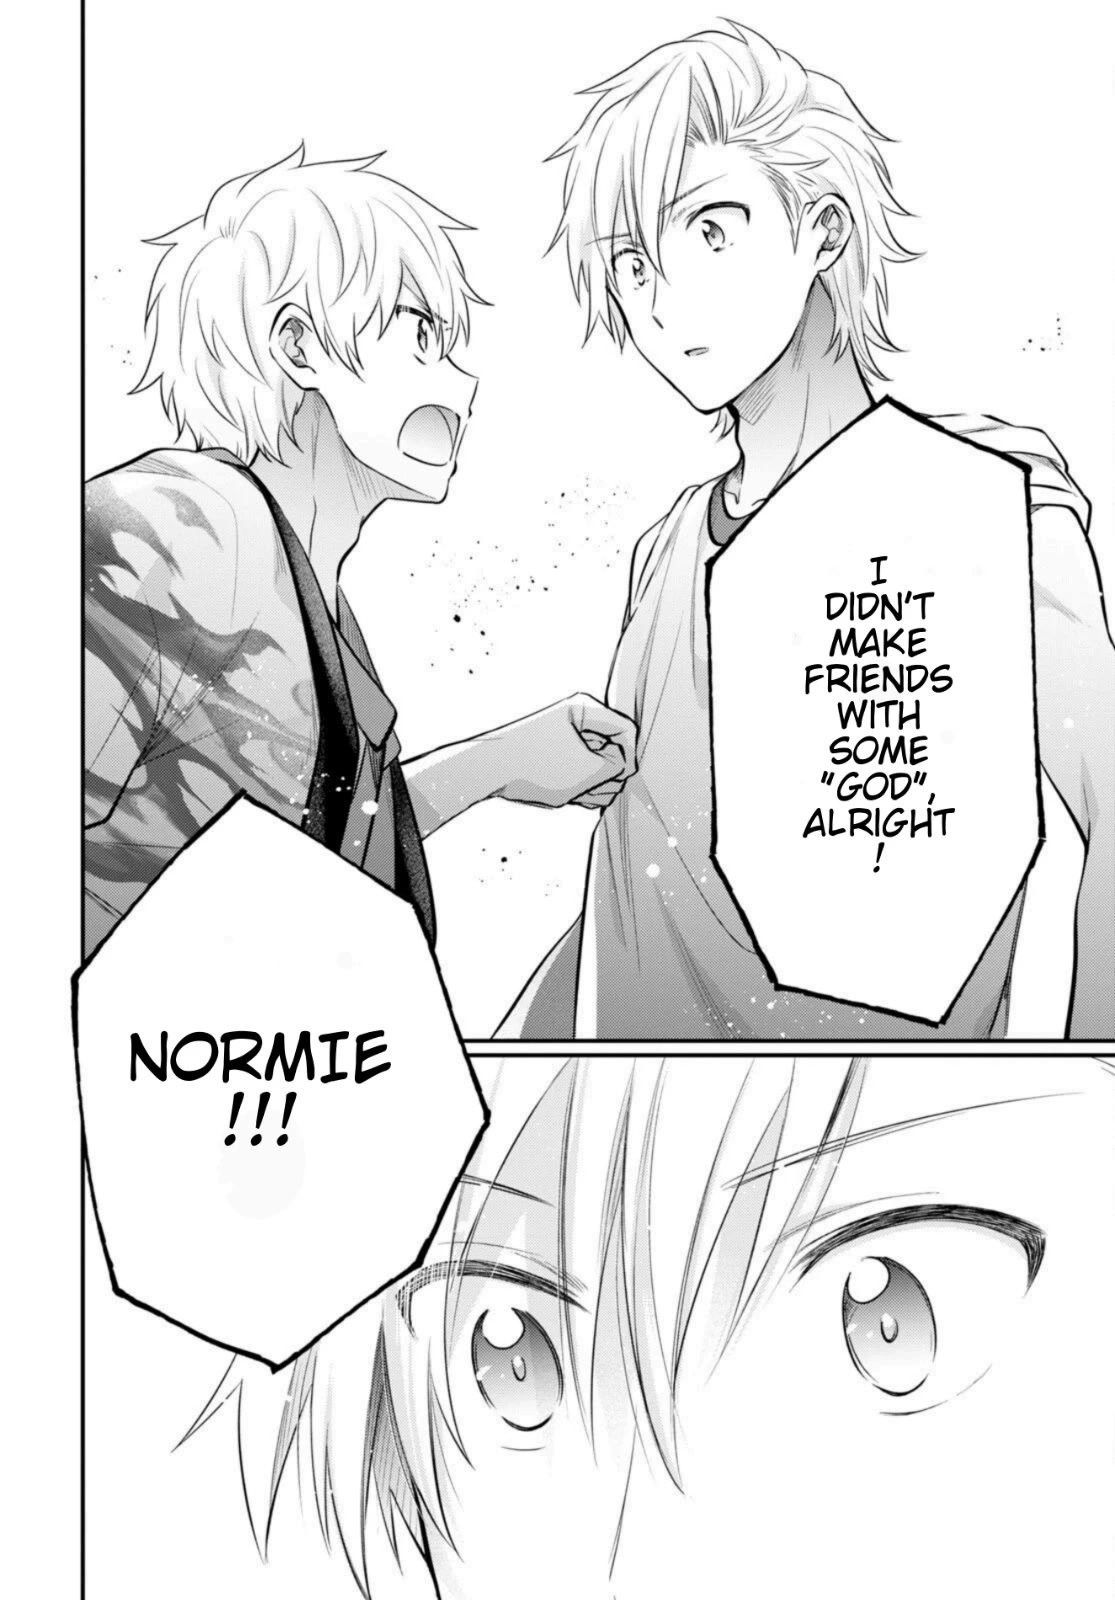 I
DIDN'T
MAKE
FRIENDS
WITH
SOME
"GOD",
ALRIGHT
!
NORMIE
!!!